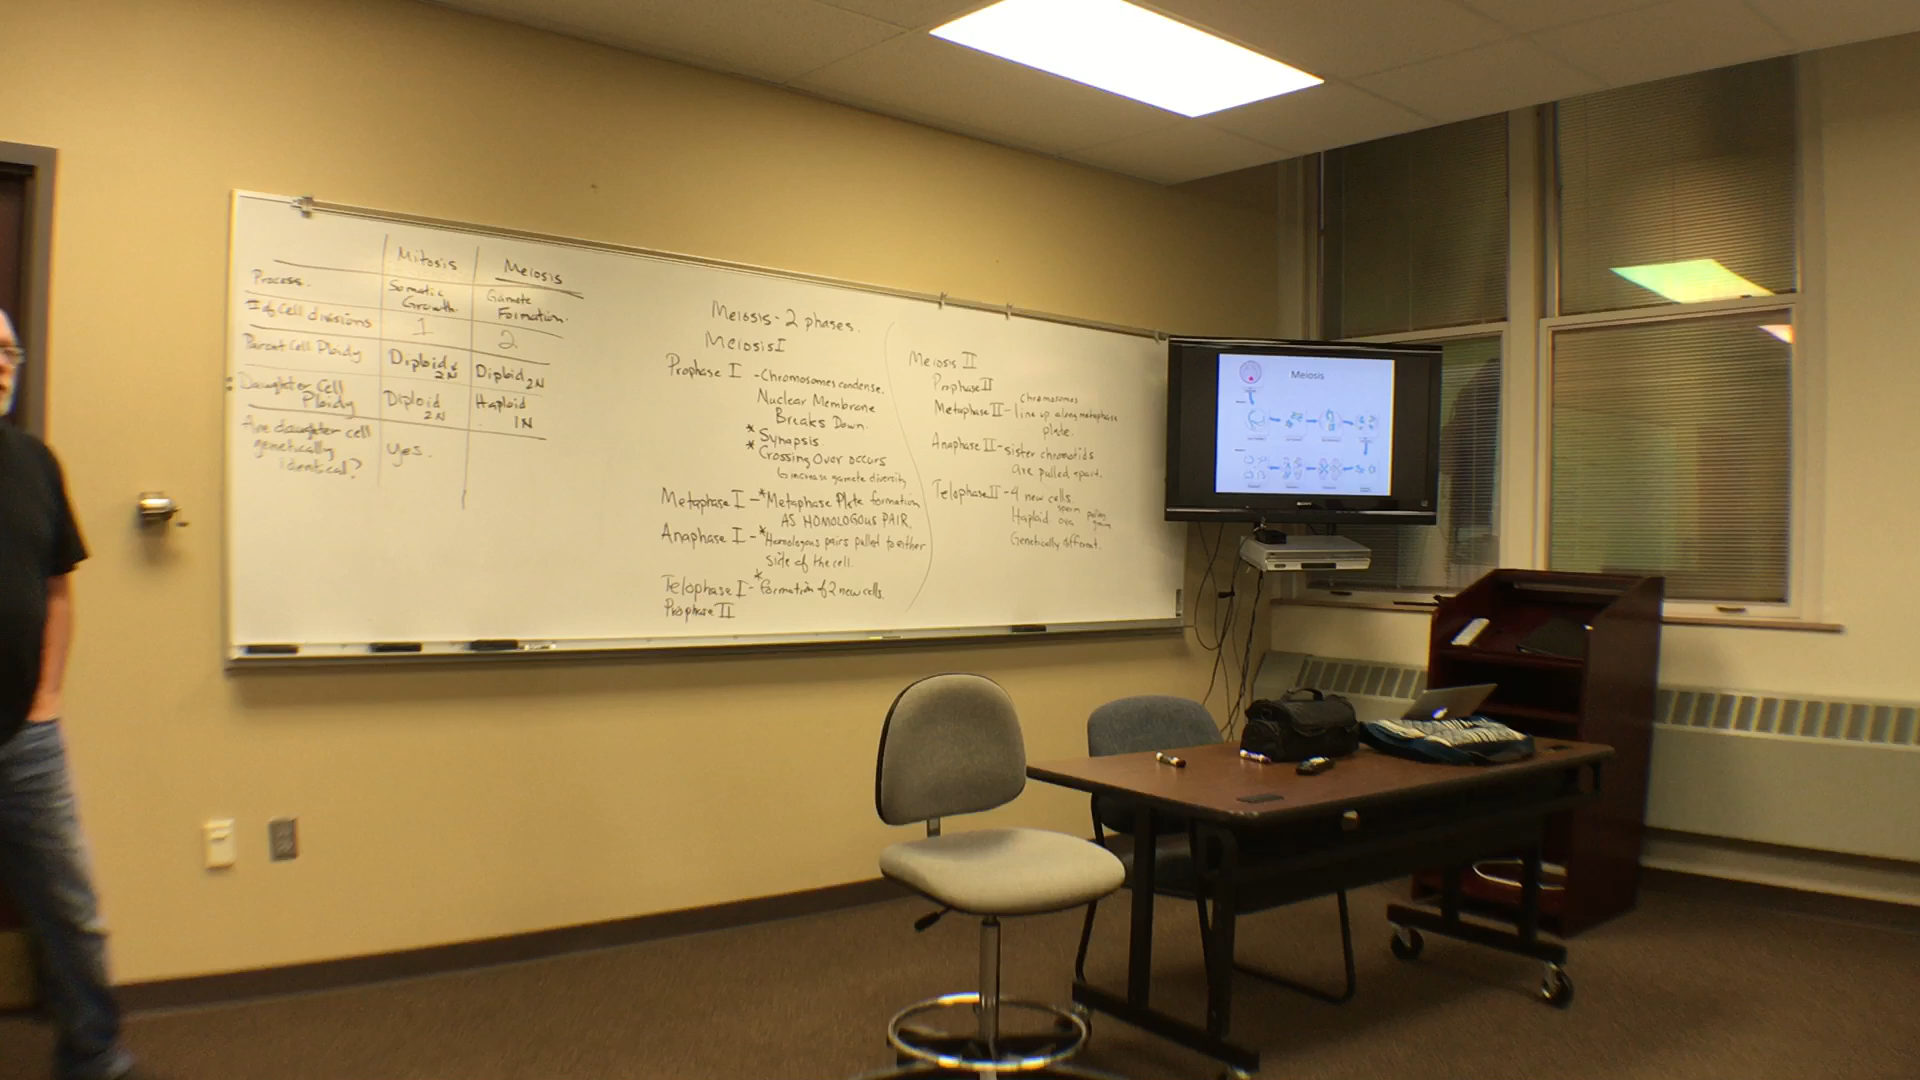 Mitosis Meiosis
Process. Somatic Growth. Gamete Formation.
# of Cell divisions 1 2
Parent Cell Ploidy Diploid 2N Diploid 2N
Daughter Cell Ploidy Diploid 2N Haploid 1N
Are daughter cell genetically identical? Yes.
Meiosis - 2 phases.
Meiosis I
Prophase I - Chromosomes condense.
Nuclear Membrane
Breaks Down.
* Synapsis.
* Crossing Over occurs
increase gamete diversity
Metaphase I - * Metaphase Plate formation
AS HOMOLOGOUS PAIR.
Anaphase I - * Homologous pairs pulled to either
side of the cell.
Telophase I - * Formation of 2 new cells.
Prophase II
Meiosis II
Prophase II
chromosomes
Metaphase II - line up along metaphase
plate.
Anaphase II - sister chromatids
are pulled apart.
Telophase II - 4 new cells.
sperm pollen
Haploid ova
Genetically different.
Meiosis